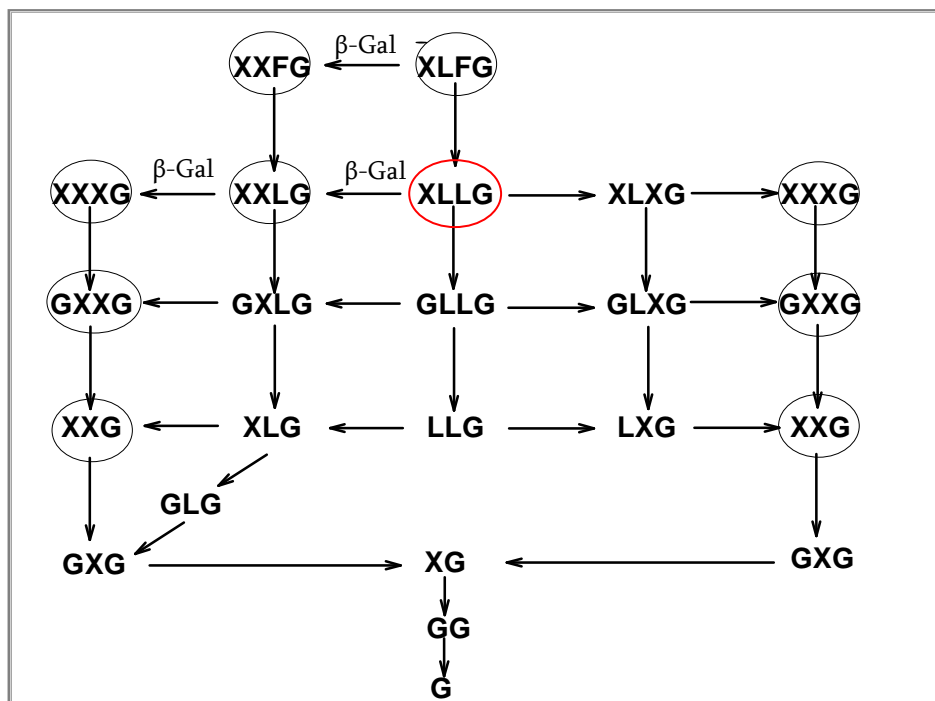 β-Gal
XXFG XLFG
β-Gal β-Gal
XXXG XXLG XLLG XLXG XXXG
GXXG GXLG GLLG GLXG GXXG
XXG XLG LLG LXG XXG
GLG
GXG XG GXG
GG
G